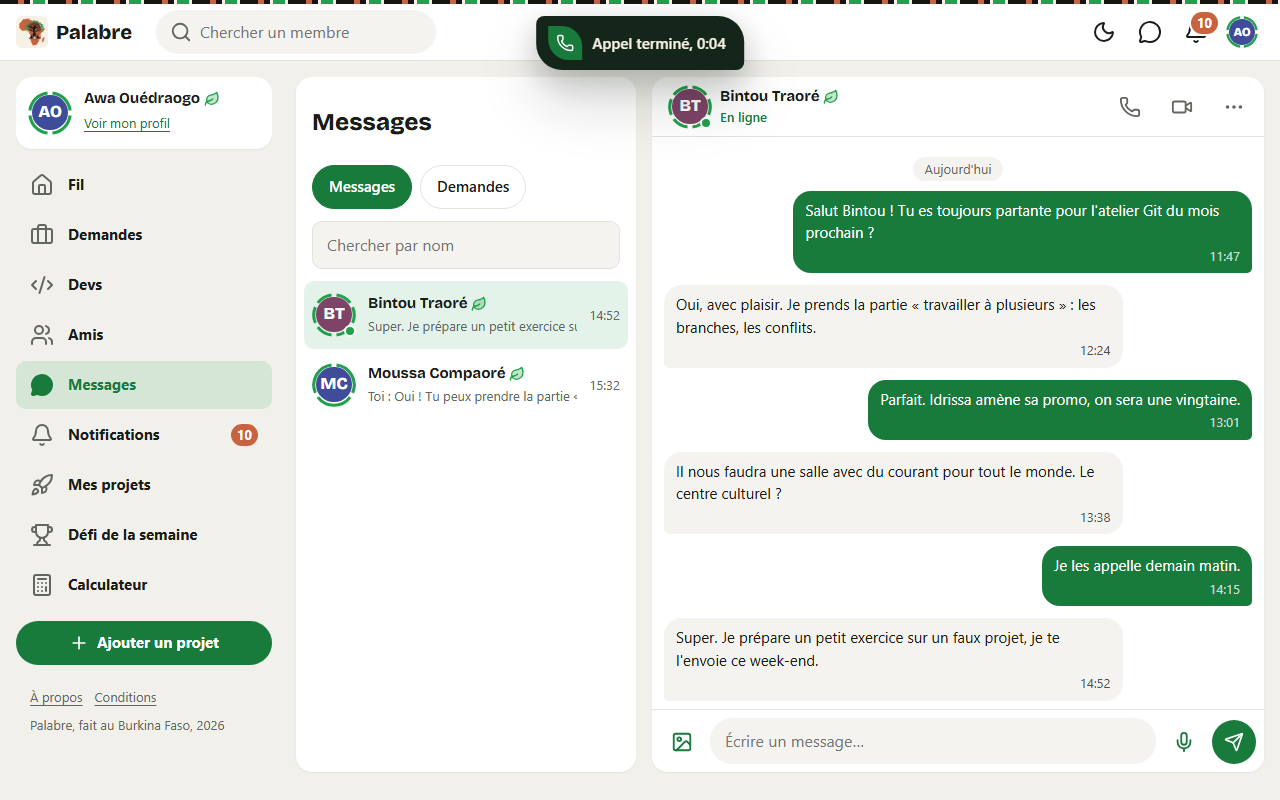 Palabre
Chercher un membre
Appel terminé, 0:04
10
AO
AO
Awa Ouédraogo
Voir mon profil
Fil
Demandes
Devs
Amis
Messages
Notifications
10
Mes projets
Défi de la semaine
Calculateur
Ajouter un projet
À propos Conditions
Palabre, fait au Burkina Faso, 2026
Messages
Messages
Demandes
Chercher par nom
BT
Bintou Traoré
14:52
Super. Je prépare un petit exercice su
MC
Moussa Compaoré
15:32
Toi : Oui ! Tu peux prendre la partie «
BT
Bintou Traoré
En ligne
Aujourd'hui
Salut Bintou ! Tu es toujours partante pour l'atelier Git du mois
prochain ?
11:47
Oui, avec plaisir. Je prends la partie « travailler à plusieurs » : les
branches, les conflits.
12:24
Parfait. Idrissa amène sa promo, on sera une vingtaine.
13:01
Il nous faudra une salle avec du courant pour tout le monde. Le
centre culturel ?
13:38
Je les appelle demain matin.
14:15
Super. Je prépare un petit exercice sur un faux projet, je te
l'envoie ce week-end.
14:52
Écrire un message...